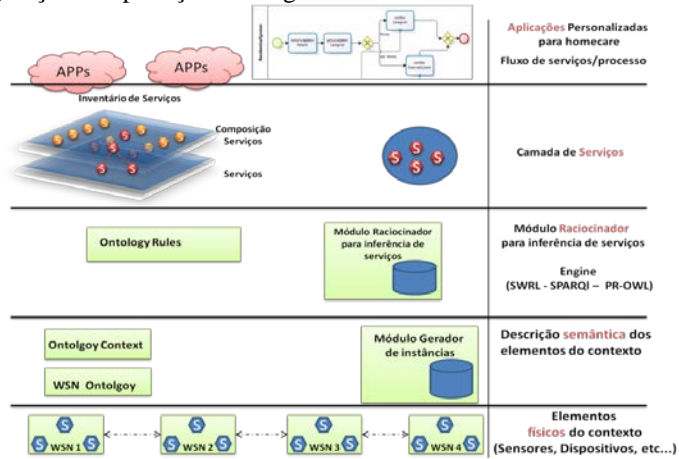 APPs
APPs
Aplicações Personalizadas
para homecare
Fluxo de serviços/processo
Inventário de Serviços
Composição
Serviços
Serviços
S S S S
Camada de Serviços
Ontology Rules
Módulo Raciocinador
para inferência de
serviços
Módulo Raciocinador
para inferência de serviços
Engine
(SWRL - SPARQl – PR-OWL)
Ontolgoy Context
WSN Ontolgoy
Módulo Gerador
de instâncias
Descrição semântica dos
elementos do contexto
S
S WSN 1 S
S
S WSN 2 S
S
S WSN 3 S
S
S WSN 4 S
Elementos
físicos do contexto
(Sensores, Dispositivos, etc...)